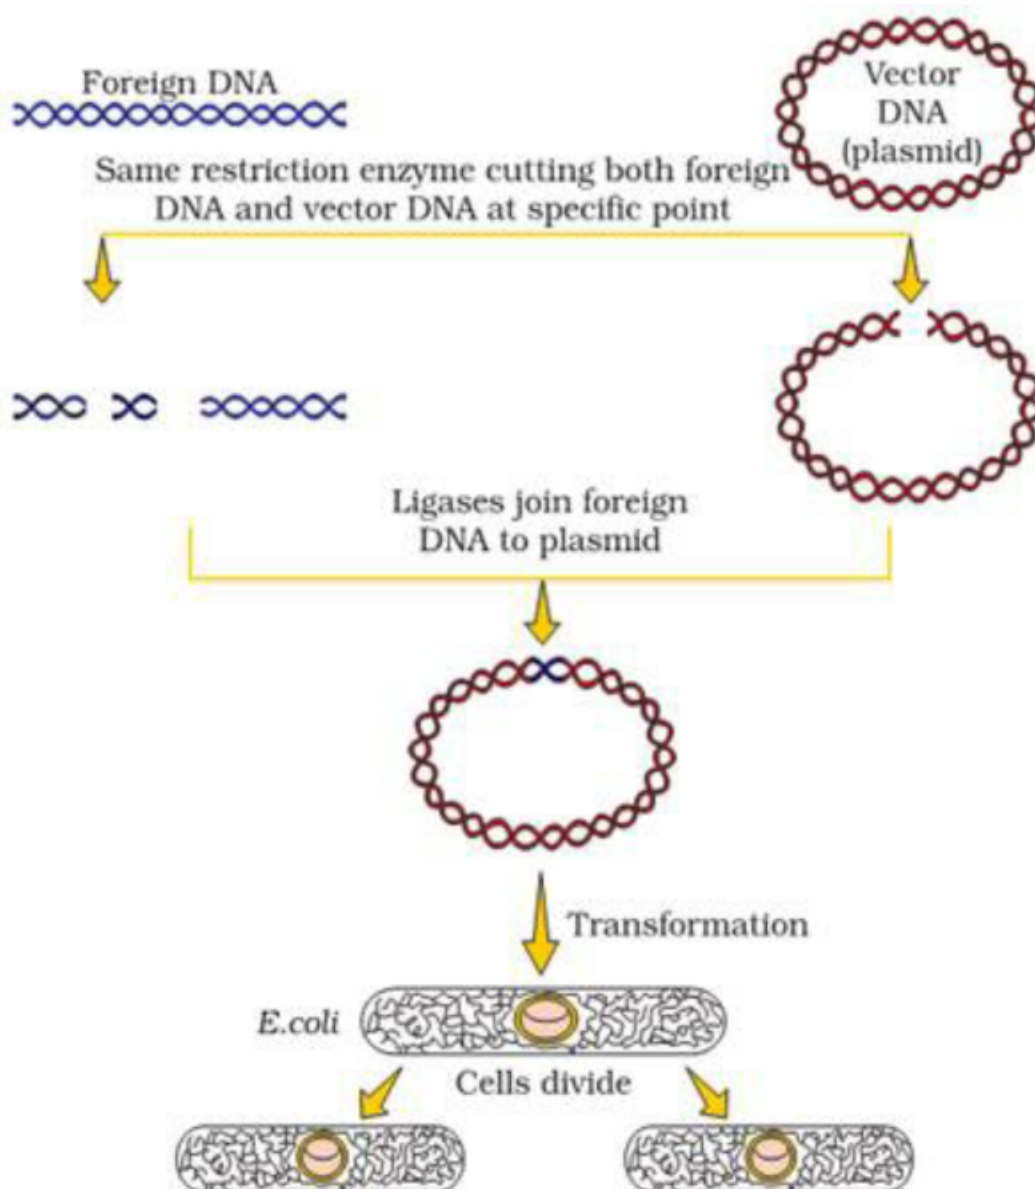 Foreign DNA
Vector
DNA
(plasmid)
Same restriction enzyme cutting both foreign
DNA and vector DNA at specific point
Ligases join foreign
DNA to plasmid
Transformation
E.coli
Cells divide